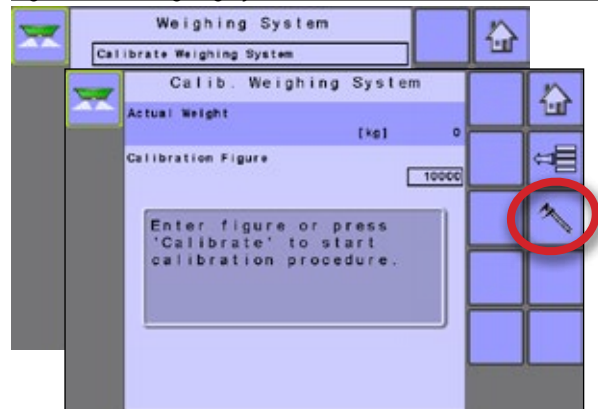 Weighing System
Calibrate Weighing System
Calib. Weighing System
Actual Weight
[kg] 0
Calibration Figure
10000
Enter figure or press
'Calibrate' to start
calibration procedure.